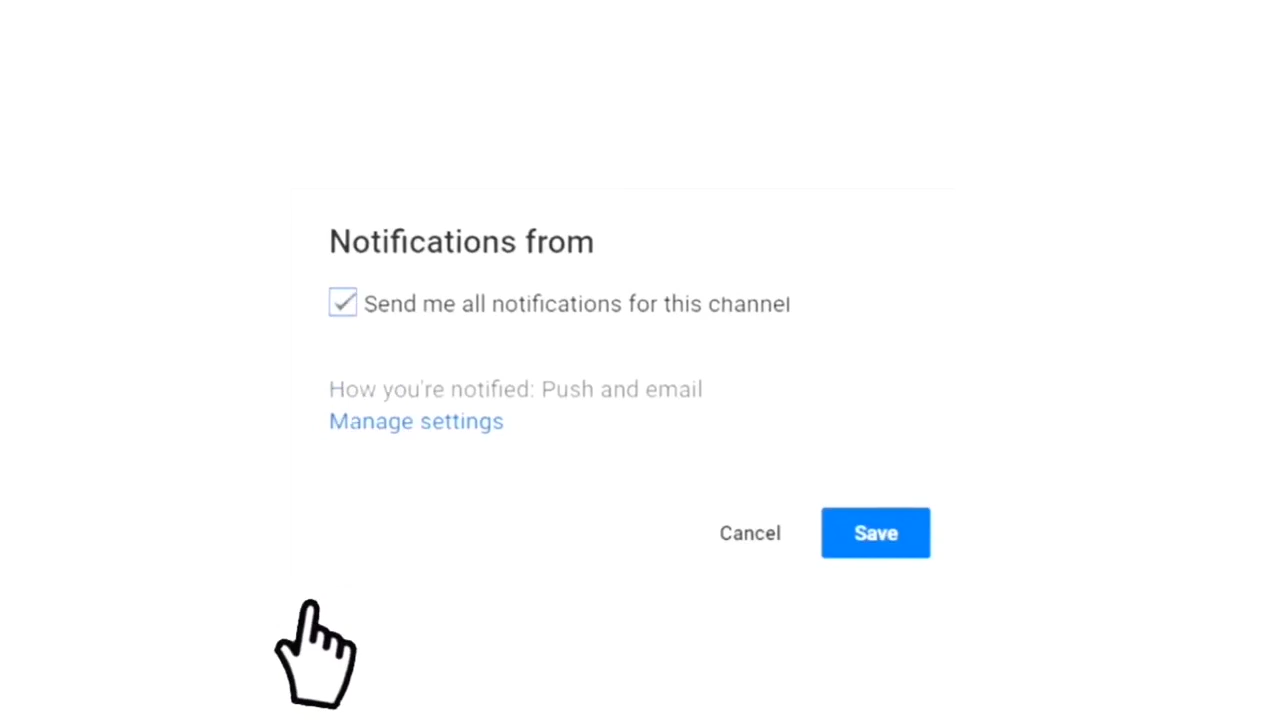 Notifications from
Send me all notifications for this channel
How you're notified: Push and email
Manage settings
Cancel
Save